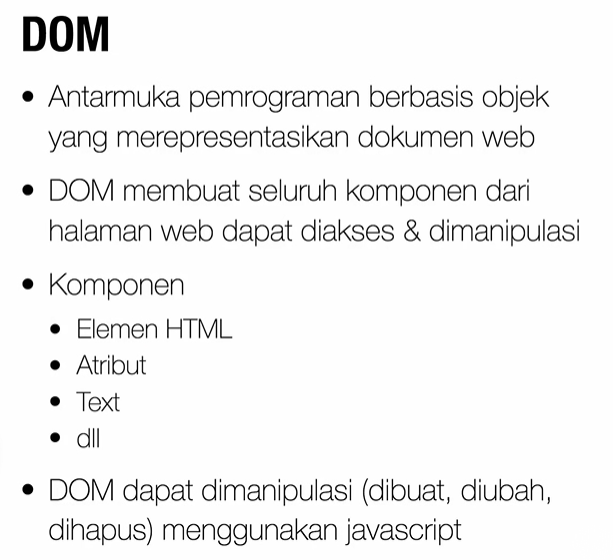 DOM
• Antarmuka pemrograman berbasis objek
yang merepresentasikan dokumen web
• DOM membuat seluruh komponen dari
halaman web dapat diakses & dimanipulasi
• Komponen
• Elemen HTML
• Atribut
• Text
• dll
• DOM dapat dimanipulasi (dibuat, diubah,
dihapus) menggunakan javascript